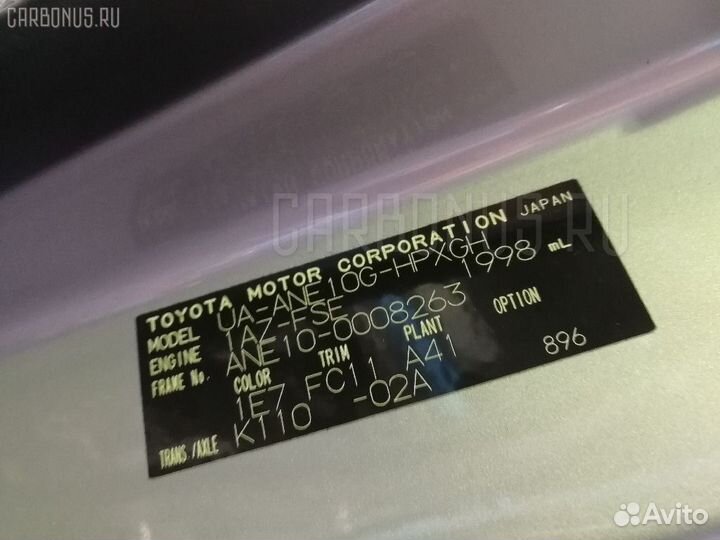 CARBONUS.RU
CARBONUS.RU
TOYOTA MOTOR CORPORATION JAPAN
MODEL UA-ANE10G-HPXGH
ENGINE 1AZ-FSE 1998 mL
FRAME No. ANE10-0008263
COLOR TRIM PLANT OPTION
1E7 FC11 A41 896
TRANS./AXLE K110 -02A
Avito